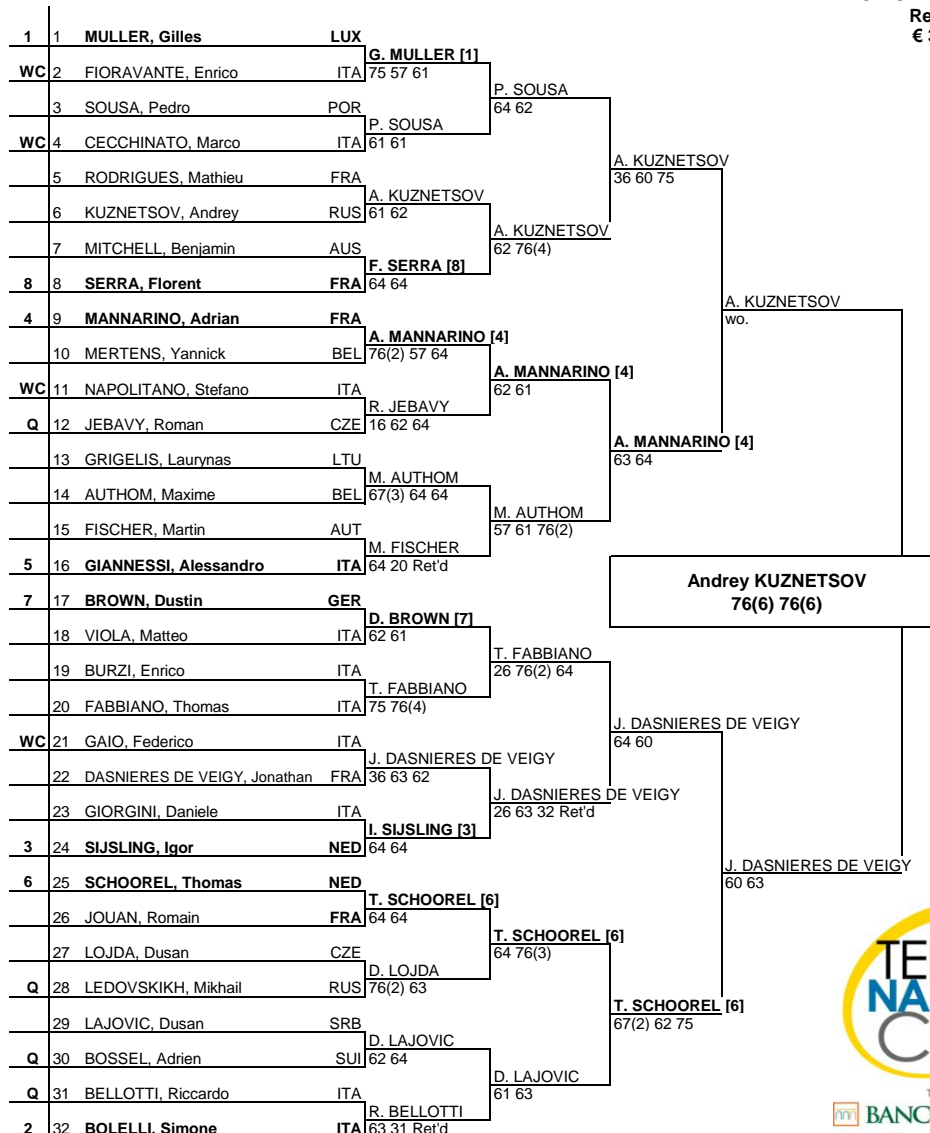 Re
€ 3
1 1 MULLER, Gilles LUX
G. MULLER [1]
WC 2 FIORAVANTE, Enrico ITA 75 57 61
P. SOUSA
3 SOUSA, Pedro POR 64 62
P. SOUSA
WC 4 CECCHINATO, Marco ITA 61 61
A. KUZNETSOV
5 RODRIGUES, Mathieu FRA 36 60 75
A. KUZNETSOV
6 KUZNETSOV, Andrey RUS 61 62
A. KUZNETSOV
7 MITCHELL, Benjamin AUS 62 76(4)
F. SERRA [8]
8 8 SERRA, Florent FRA 64 64
A. KUZNETSOV
4 9 MANNARINO, Adrian FRA wo.
A. MANNARINO [4]
10 MERTENS, Yannick BEL 76(2) 57 64
A. MANNARINO [4]
WC 11 NAPOLITANO, Stefano ITA 62 61
R. JEBAVY
Q 12 JEBAVY, Roman CZE 16 62 64
A. MANNARINO [4]
13 GRIGELIS, Laurynas LTU 63 64
M. AUTHOM
14 AUTHOM, Maxime BEL 67(3) 64 64
M. AUTHOM
15 FISCHER, Martin AUT 57 61 76(2)
M. FISCHER
5 16 GIANNESSI, Alessandro ITA 64 20 Ret'd
Andrey KUZNETSOV
76(6) 76(6)
7 17 BROWN, Dustin GER
D. BROWN [7]
18 VIOLA, Matteo ITA 62 61
T. FABBIANO
19 BURZI, Enrico ITA 26 76(2) 64
T. FABBIANO
20 FABBIANO, Thomas ITA 75 76(4)
J. DASNIERES DE VEIGY
WC 21 GAIO, Federico ITA 64 60
J. DASNIERES DE VEIGY
22 DASNIERES DE VEIGY, Jonathan FRA 36 63 62
J. DASNIERES DE VEIGY
23 GIORGINI, Daniele ITA 26 63 32 Ret'd
I. SIJSLING [3]
3 24 SIJSLING, Igor NED 64 64
J. DASNIERES DE VEIGY
6 25 SCHOOREL, Thomas NED 60 63
T. SCHOOREL [6]
26 JOUAN, Romain FRA 64 64
T. SCHOOREL [6]
27 LOJDA, Dusan CZE 64 76(3)
D. LOJDA
Q 28 LEDOVSKIKH, Mikhail RUS 76(2) 63
T. SCHOOREL [6]
29 LAJOVIC, Dusan SRB 67(2) 62 75
D. LAJOVIC
Q 30 BOSSEL, Adrien SUI 62 64
D. LAJOVIC
Q 31 BELLOTTI, Riccardo ITA 61 63
R. BELLOTTI
2 32 BOLELLI, Simone ITA 63 31 Ret'd
TE
NA
C
BANC